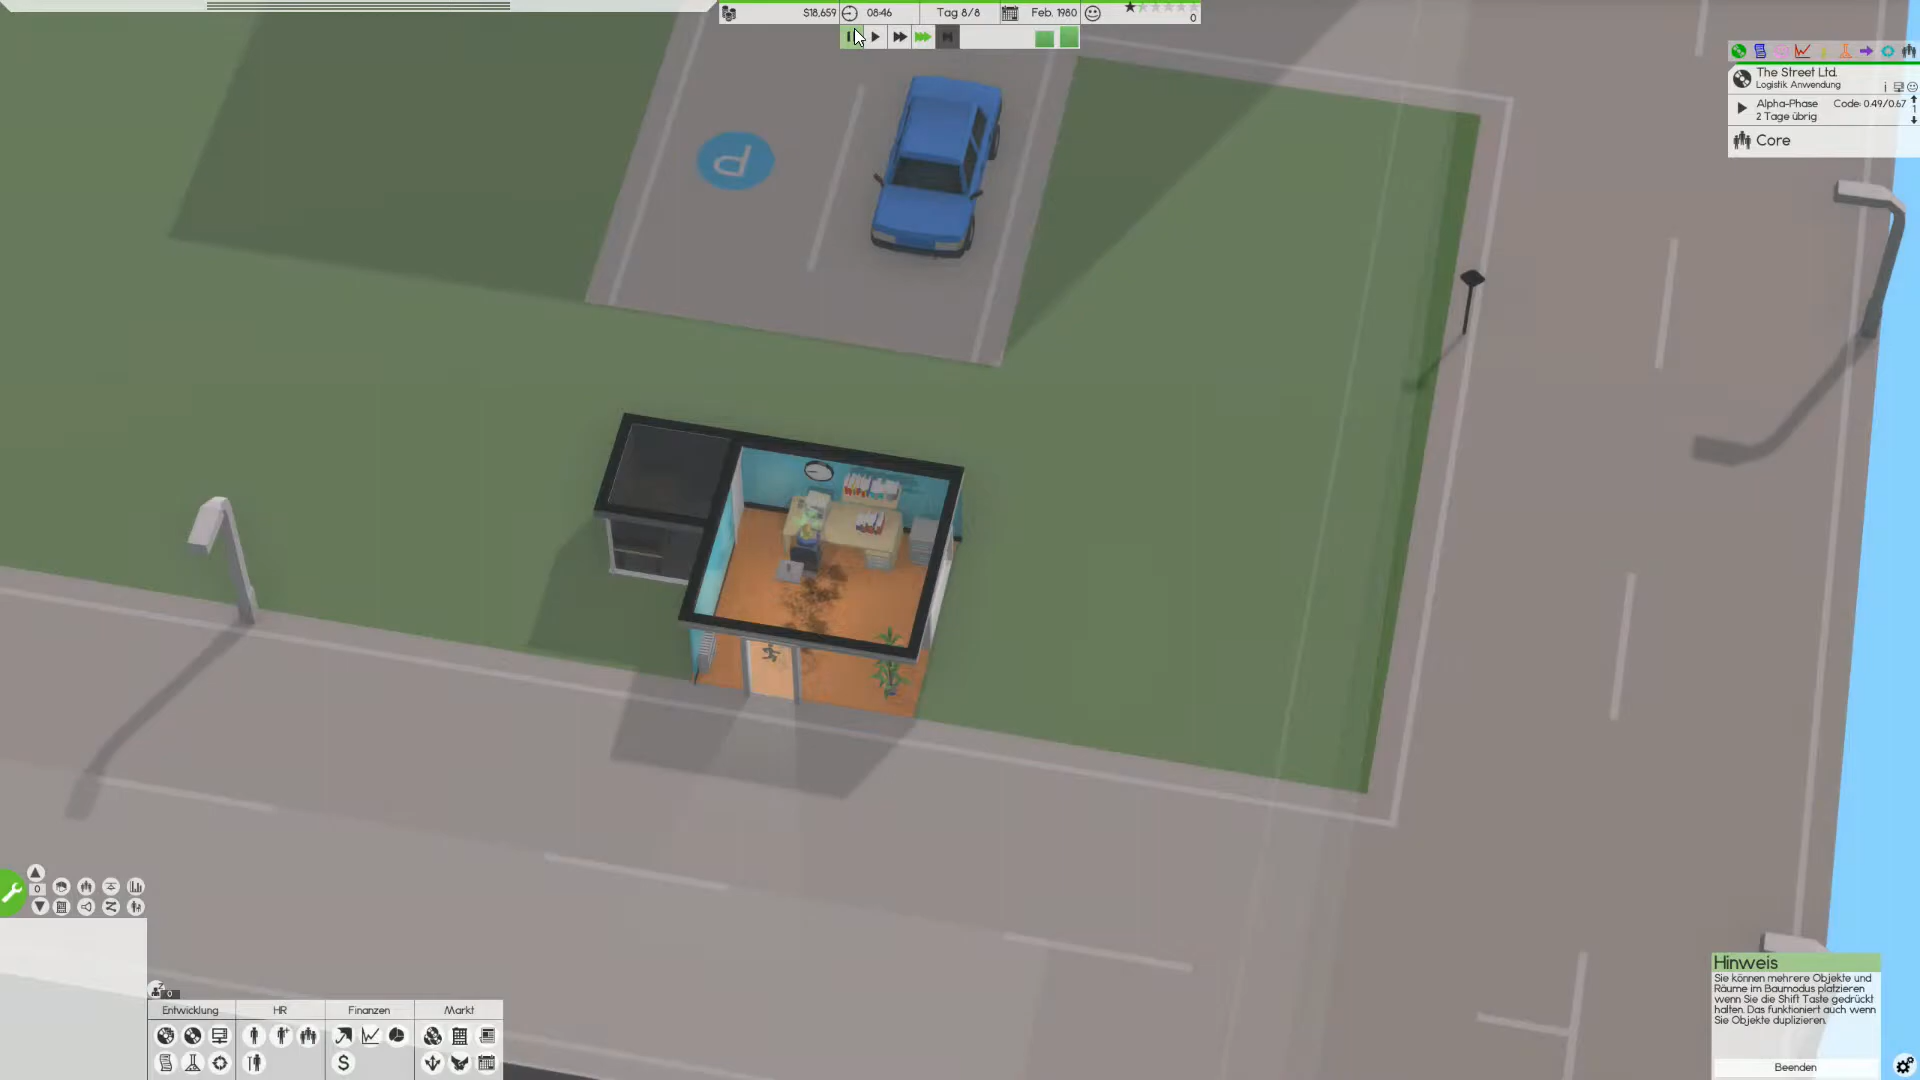 $18,659
08:46
Tag 8/8
Feb. 1980
0
The Street Ltd.
Logistik Anwendung
Alpha-Phase
Code: 0.49/0.67
1
2 Tage übrig
Core
P
0
0
Entwicklung
HR
Finanzen
Markt
$
Hinweis
Sie können mehrere Objekte und
Räume im Baumodus platzieren
wenn Sie die Shift Taste gedrückt
halten. Das funktioniert auch wenn
Sie Objekte duplizieren.
Beenden